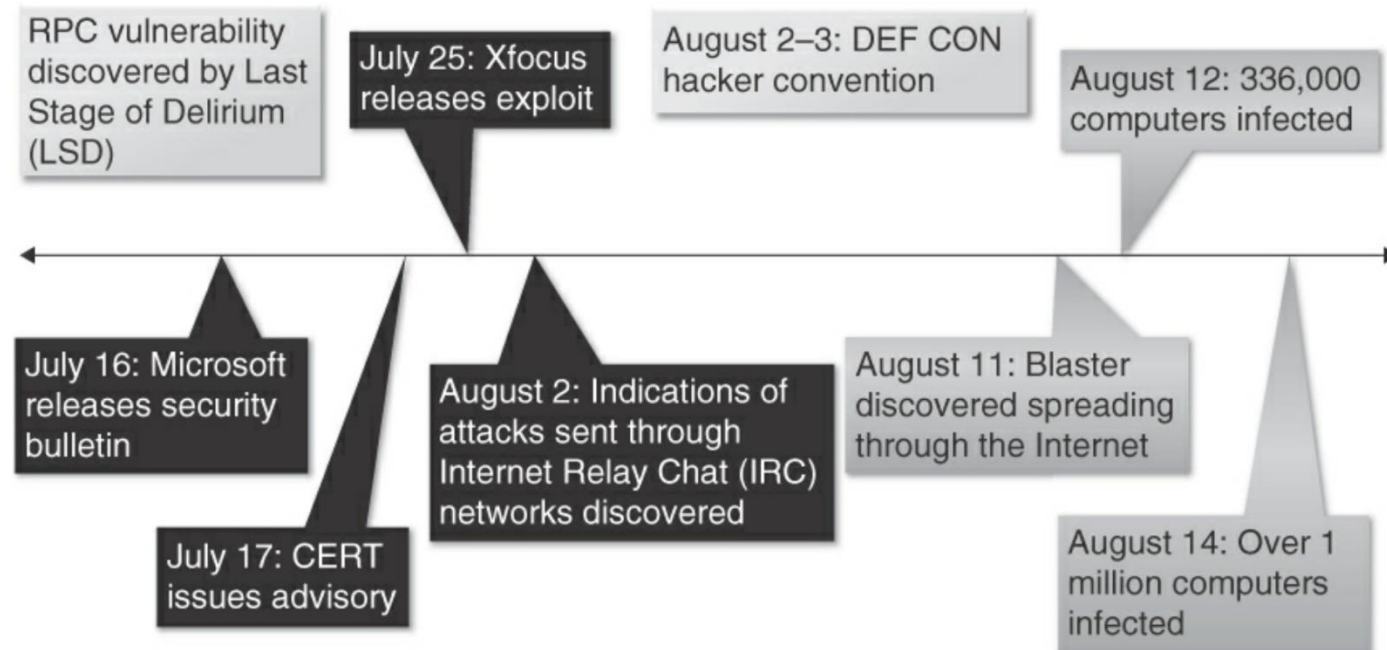 RPC vulnerability
discovered by Last
Stage of Delirium
(LSD)
July 25: Xfocus
releases exploit
August 2–3: DEF CON
hacker convention
August 12: 336,000
computers infected
July 16: Microsoft
releases security
bulletin
July 17: CERT
issues advisory
August 2: Indications of
attacks sent through
Internet Relay Chat (IRC)
networks discovered
August 11: Blaster
discovered spreading
through the Internet
August 14: Over 1
million computers
infected